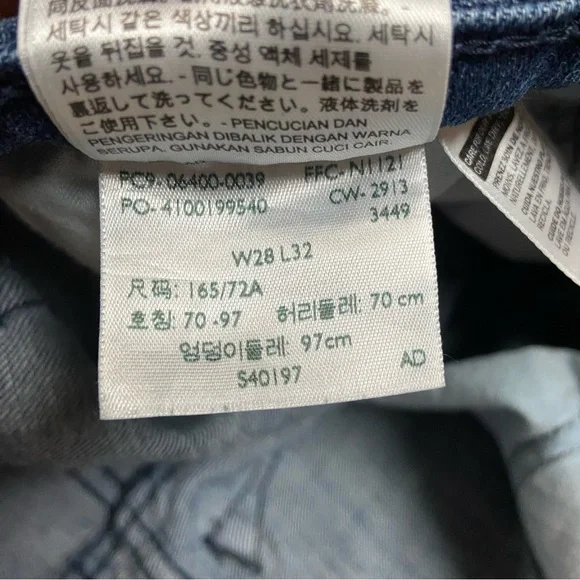 세탁시 같은 색상끼리 하십시요. 세탁시
옷을 뒤집을 것. 중성 액체 세제를
사용하세요. - 同じ色物と一緒に製品を
裏返して洗ってください。液体洗剤をご
使用下さい。 - PENCUCIAN DAN
PENGERINGAN DIBALIK DENGAN WARNA
SERUPA. GUNAKAN SABUN CUCI CAIR.
PC9- 06400-0039 FFC- N1121
PO- 4100199540 CW- 2913
3449
W28 L32
尺码: 165/72A
호칭: 70 -97 허리둘레: 70 cm
엉덩이둘레: 97cm
S40197 AD